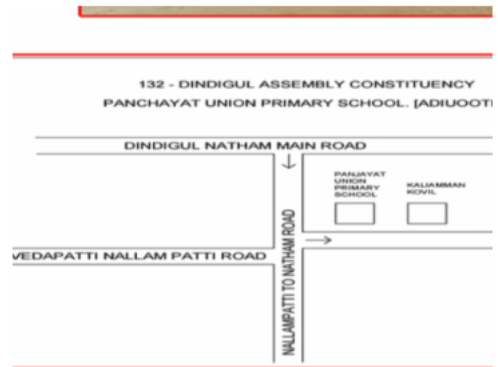 132 - DINDIGUL ASSEMBLY CONSTITUENCY
PANCHAYAT UNION PRIMARY SCHOOL. [ADIUOOT
DINDIGUL NATHAM MAIN ROAD
PANJAYAT
UNION
PRIMARY
SCHOOL
KALIAMMAN
KOVIL
VEDAPATTI NALLAM PATTI ROAD
NALLAMPATTI TO NATHAM ROAD